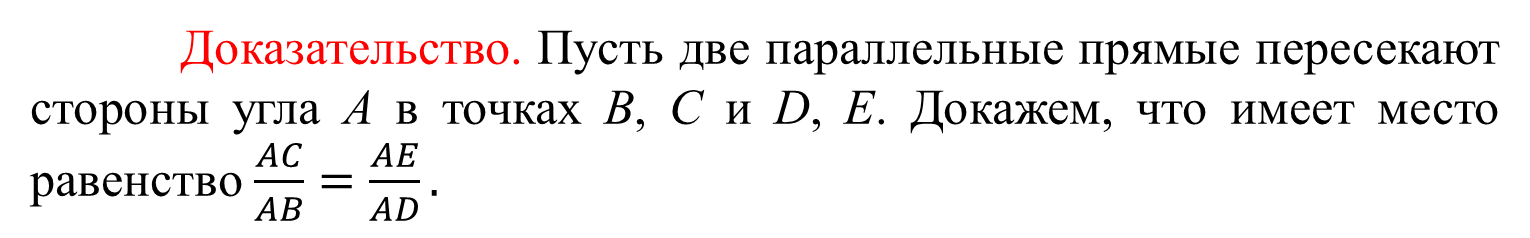 Доказательство. Пусть две параллельные прямые пересекают
стороны угла A в точках B, C и D, E. Докажем, что имеет место
равенство AC/AB = AE/AD.